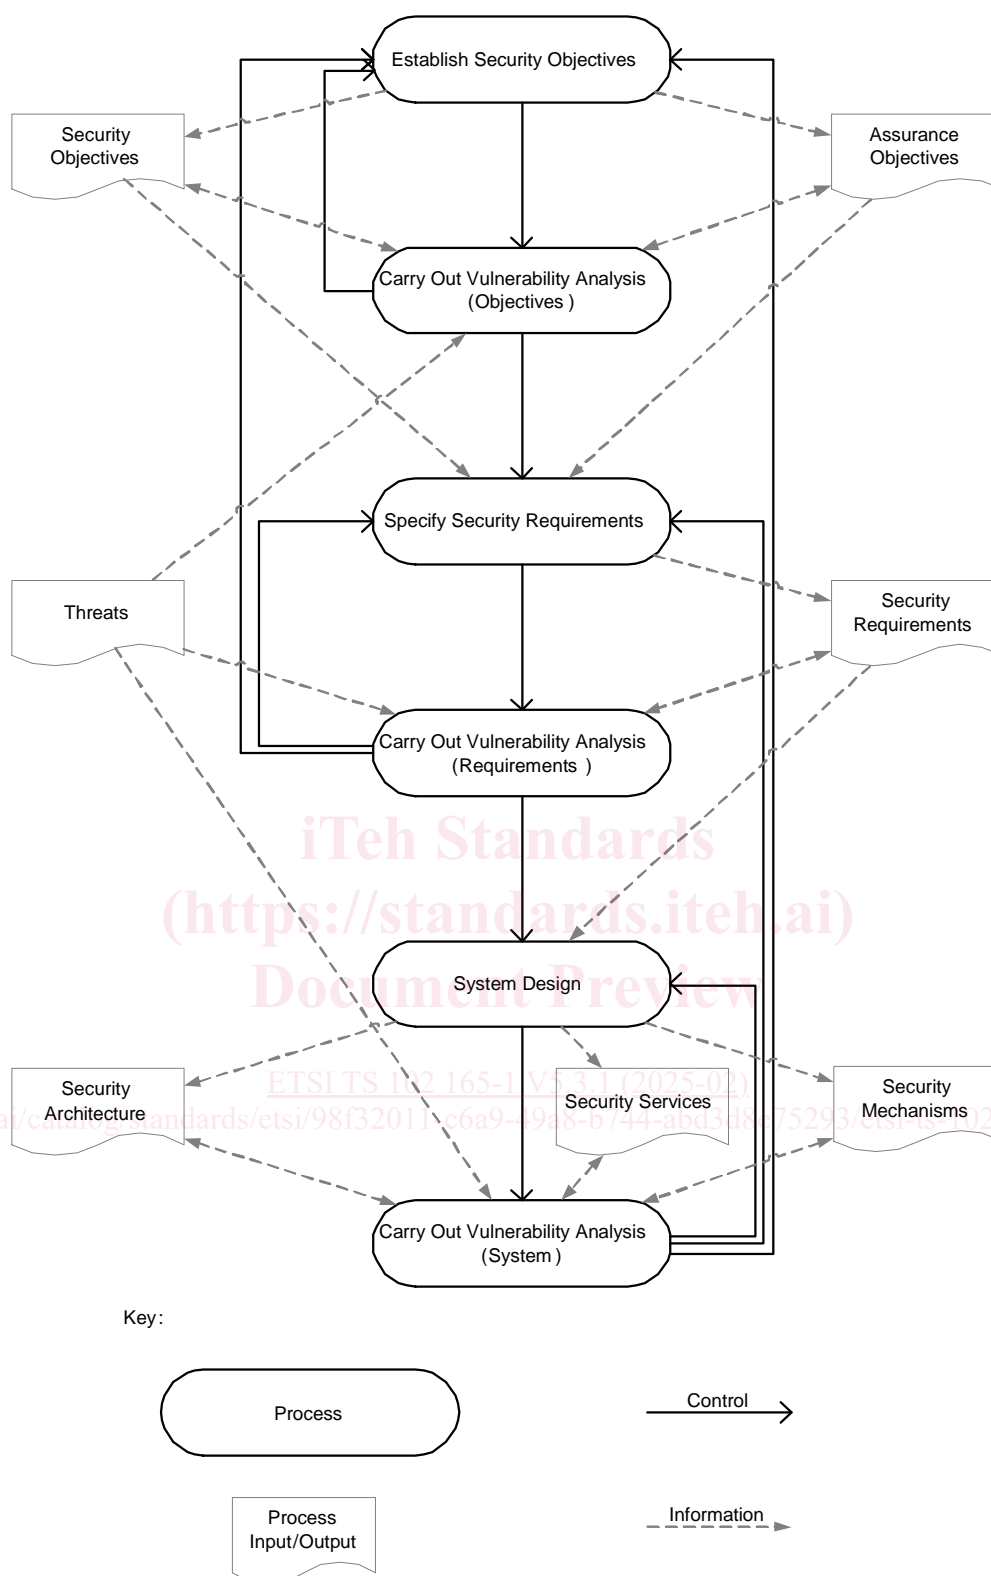 Establish Security Objectives
Security
Objectives
Assurance
Objectives
Carry Out Vulnerability Analysis
(Objectives )
Specify Security Requirements
Threats
Security
Requirements
Carry Out Vulnerability Analysis
(Requirements )
iTeh Standards
(https://standards.iteh.ai)
Document Preview
System Design
ETSI TS 102 165-1 V5.3.1 (2025-02)
Security
Architecture
Security Services
Security
Mechanisms
Carry Out Vulnerability Analysis
(System )
Key :
Process
Control
Process
Input/Output
Information